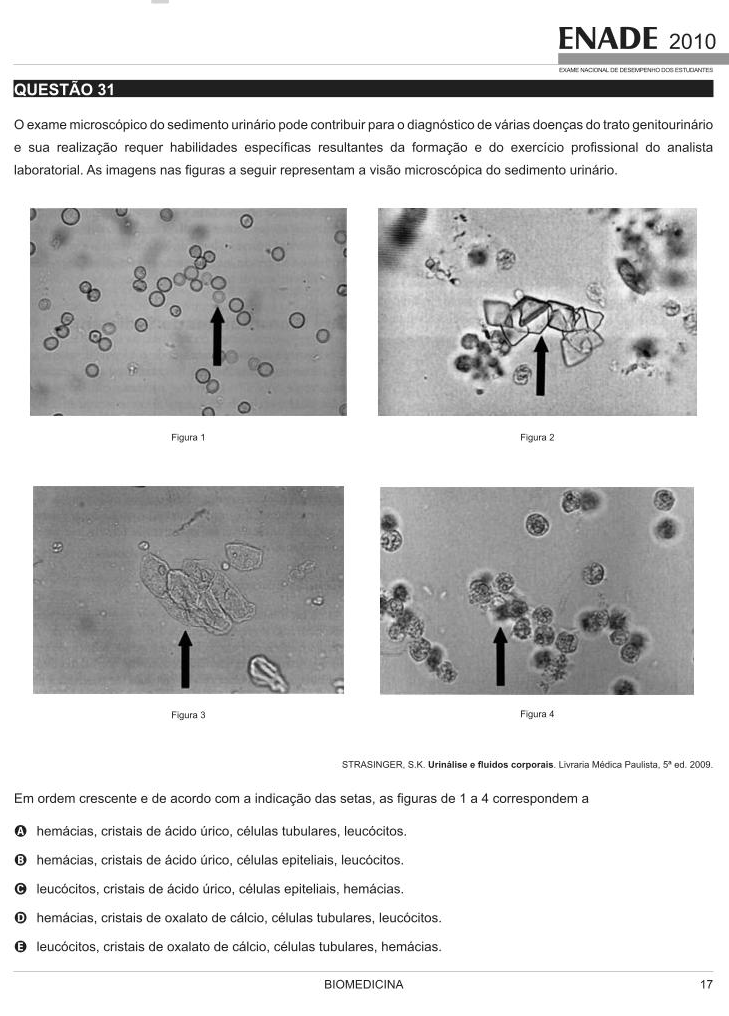 ENADE 2010
EXAME NACIONAL DE DESEMPENHO DOS ESTUDANTES
QUESTÃO 31
O exame microscópico do sedimento urinário pode contribuir para o diagnóstico de várias doenças do trato genitourinário
e sua realização requer habilidades específicas resultantes da formação e do exercício profissional do analista
laboratorial. As imagens nas figuras a seguir representam a visão microscópica do sedimento urinário.
Figura 1
Figura 2
Figura 3
Figura 4
STRASINGER, S.K. Urinálise e fluidos corporais. Livraria Médica Paulista, 5ª ed. 2009.
Em ordem crescente e de acordo com a indicação das setas, as figuras de 1 a 4 correspondem a
A hemácias, cristais de ácido úrico, células tubulares, leucócitos.
B hemácias, cristais de ácido úrico, células epiteliais, leucócitos.
C leucócitos, cristais de ácido úrico, células epiteliais, hemácias.
D hemácias, cristais de oxalato de cálcio, células tubulares, leucócitos.
E leucócitos, cristais de oxalato de cálcio, células tubulares, hemácias.
BIOMEDICINA
17